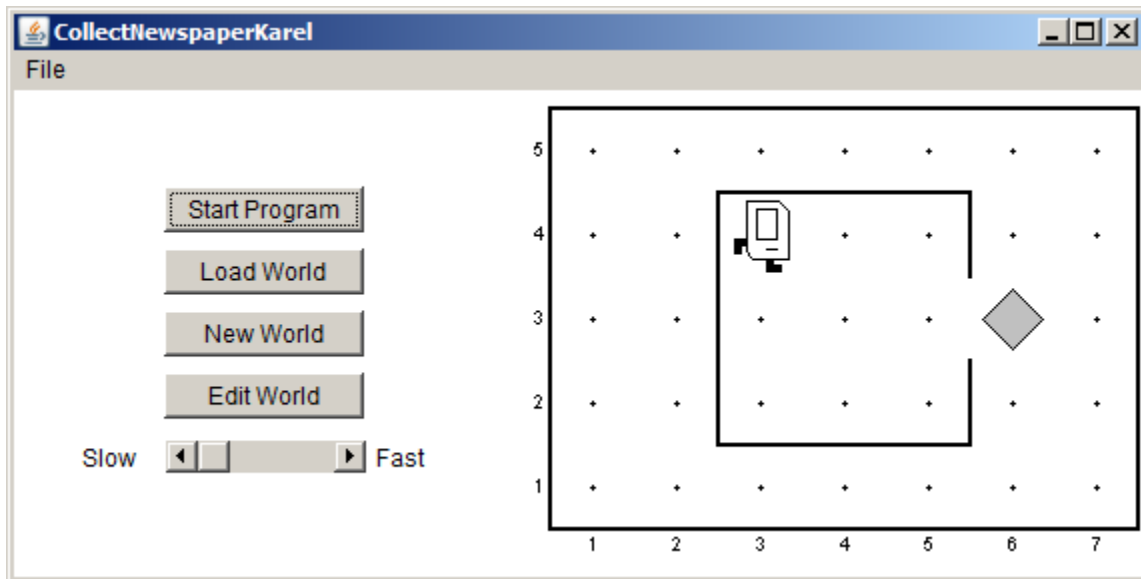 CollectNewspaperKarel
File
Start Program
Load World
New World
Edit World
Slow Fast
5
4
3
2
1
1 2 3 4 5 6 7